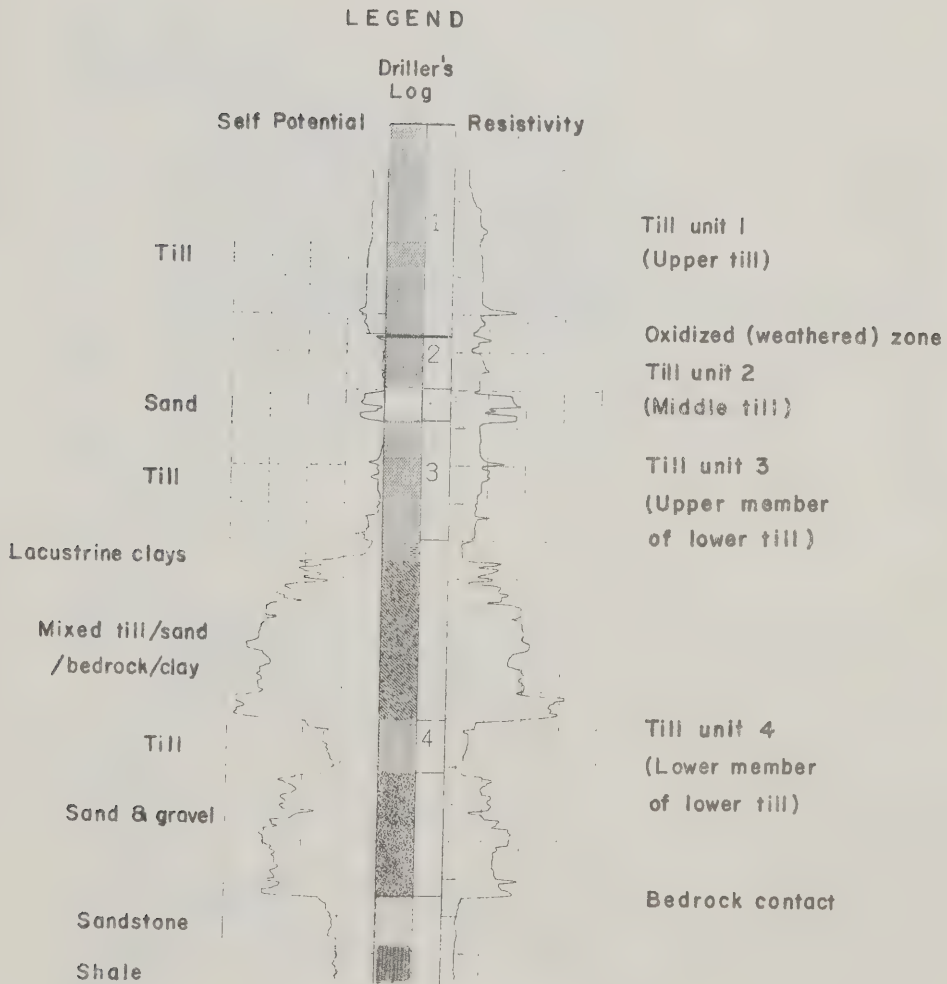 LEGEND
Driller's
Log
Self Potential
Resistivity
1
Till
Till unit 1
(Upper till)
Oxidized (weathered) zone
2
Till unit 2
(Middle till)
Sand
Till
3
Till unit 3
(Upper member
of lower till)
Lacustrine clays
Mixed till/sand
/bedrock/clay
Till
4
Till unit 4
(Lower member
of lower till)
Sand & gravel
Bedrock contact
Sandstone
Shale